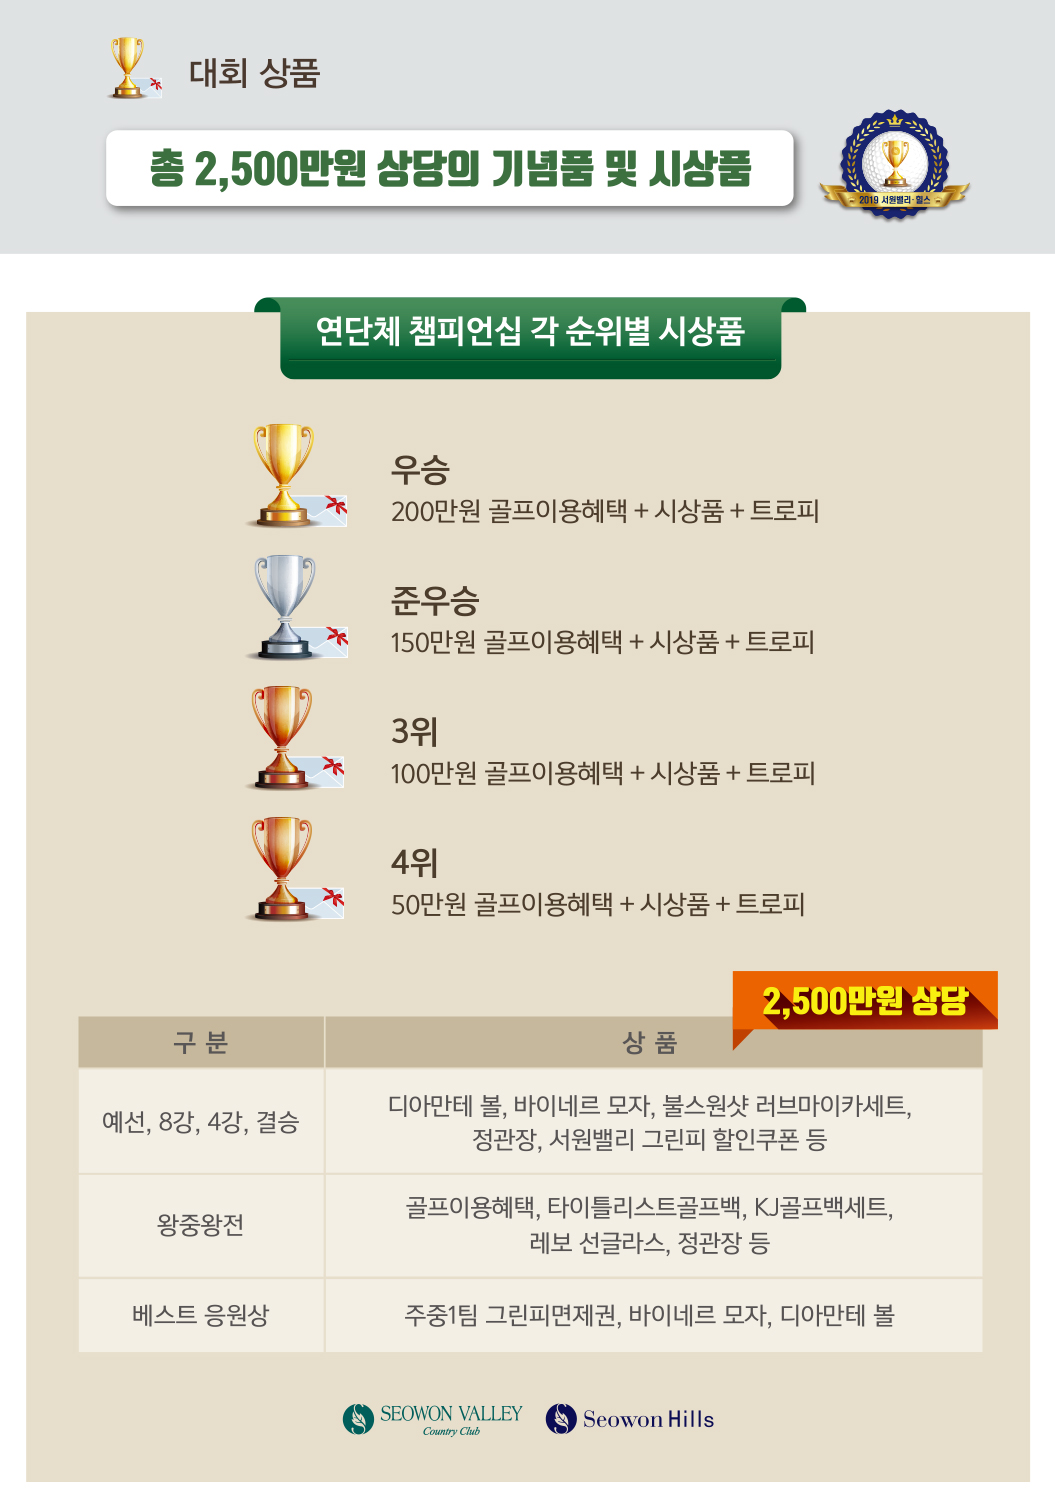 대회 상품
총 2,500만원 상당의 기념품 및 시상품
2019 서원밸리·힐스
연단체 챔피언십 각 순위별 시상품
우승
200만원 골프이용혜택 + 시상품 + 트로피
준우승
150만원 골프이용혜택 + 시상품 + 트로피
3위
100만원 골프이용혜택 + 시상품 + 트로피
4위
50만원 골프이용혜택 + 시상품 + 트로피
2,500만원 상당
구 분
상 품
예선, 8강, 4강, 결승
디아만테 볼, 바이네르 모자, 불스원샷 러브마이카세트,
정관장, 서원밸리 그린피 할인쿠폰 등
왕중왕전
골프이용혜택, 타이틀리스트골프백, KJ골프백세트,
레보 선글라스, 정관장 등
베스트 응원상
주중1팀 그린피면제권, 바이네르 모자, 디아만테 볼
SEOWON VALLEY
Country Club
Seowon Hills